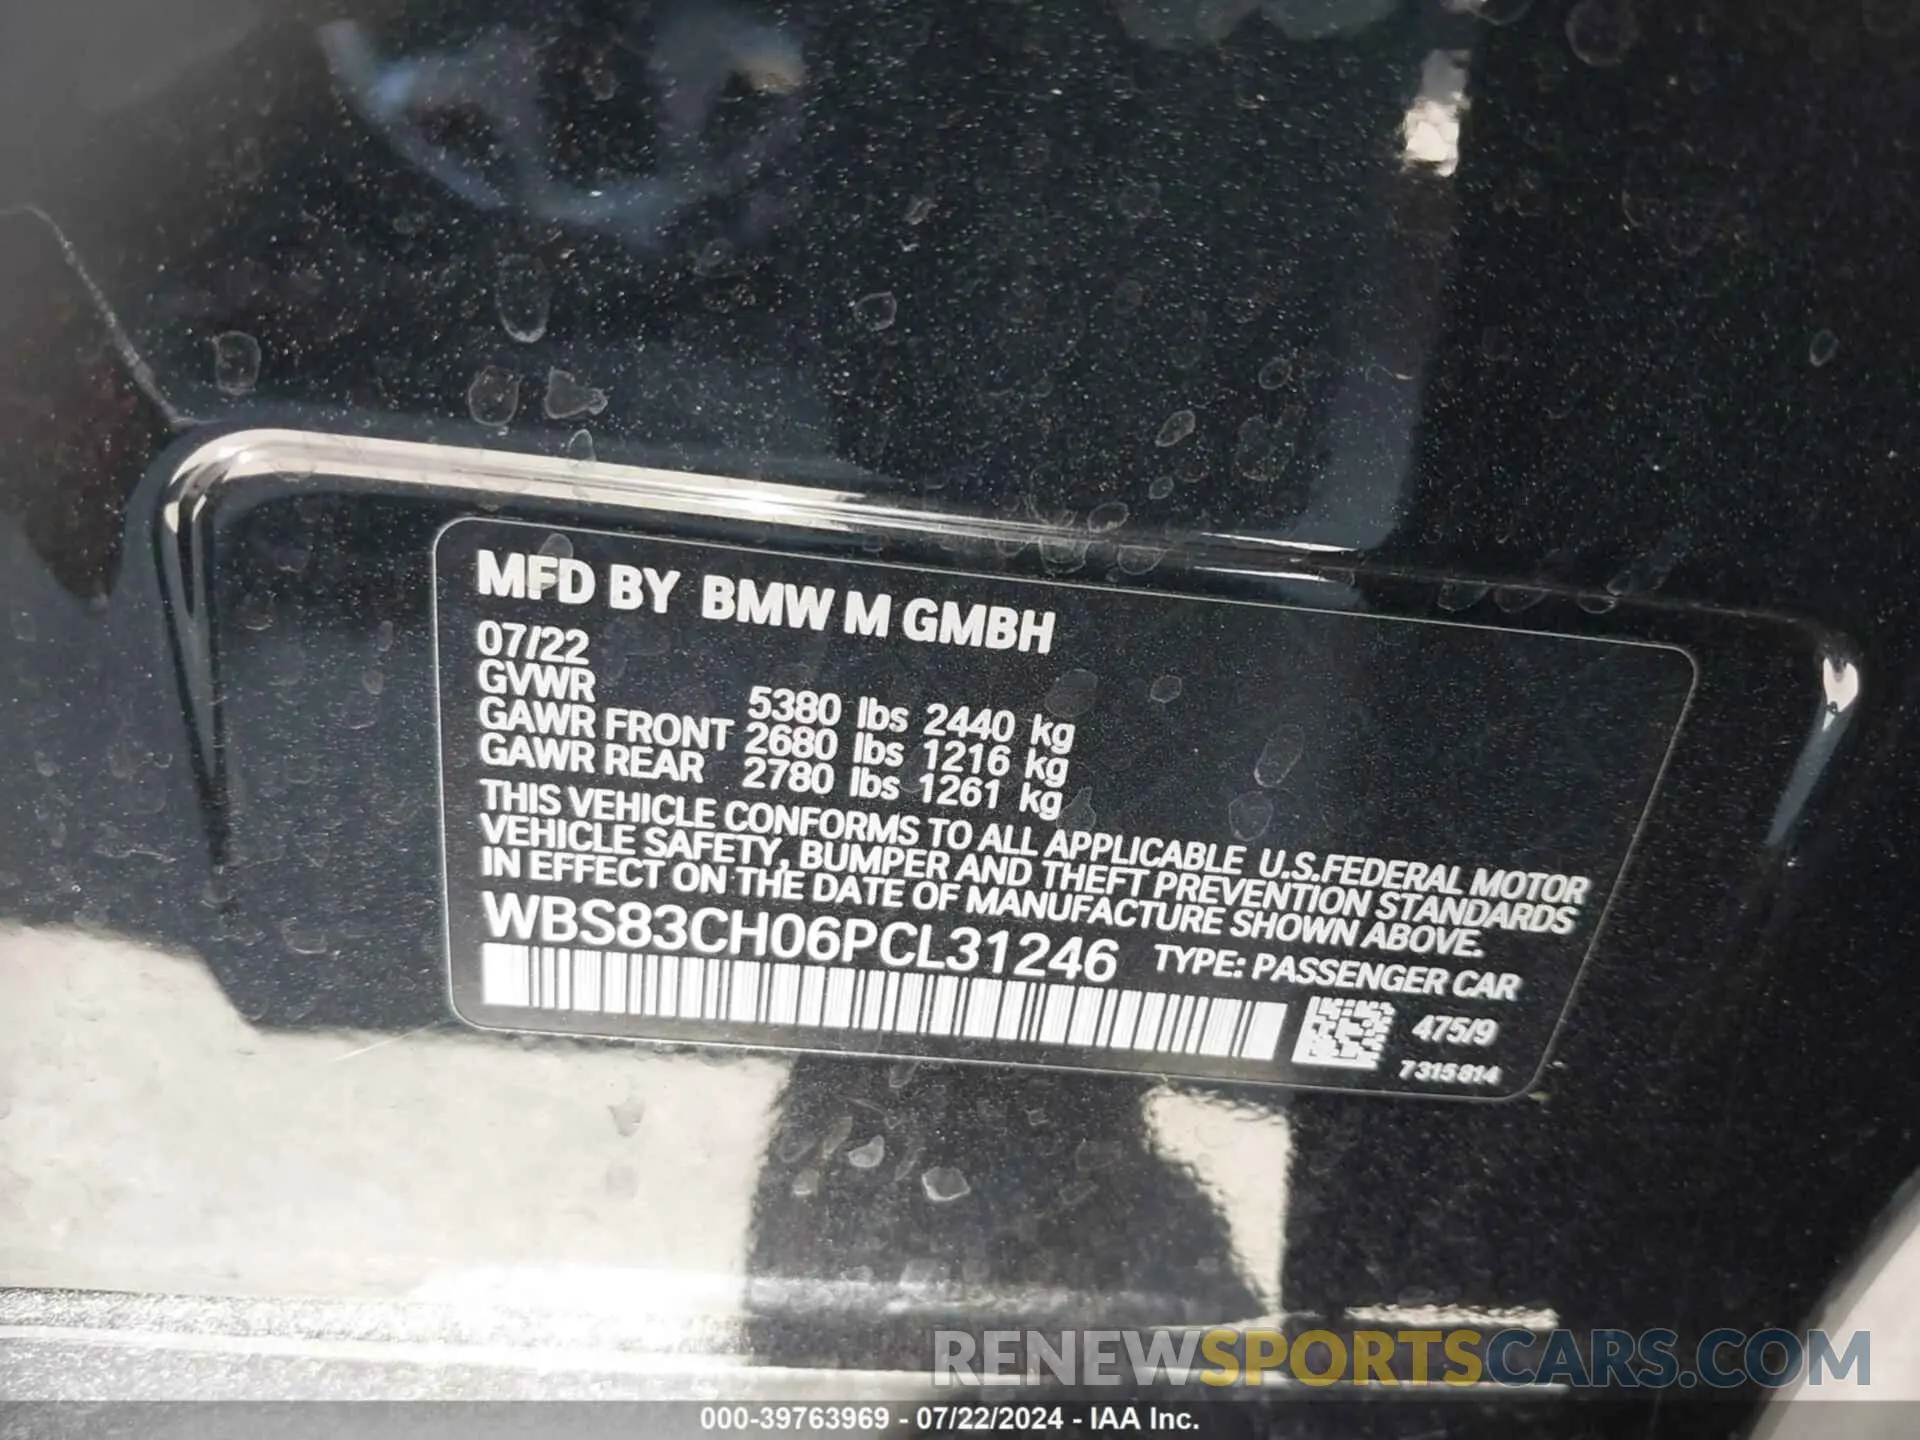 MFD BY BMW M GMBH
07/22
GVWR 5380 lbs 2440 kg
GAWR FRONT 2680 lbs 1216 kg
GAWR REAR 2780 lbs 1261 kg
THIS VEHICLE CONFORMS TO ALL APPLICABLE U.S.FEDERAL MOTOR
VEHICLE SAFETY, BUMPER AND THEFT PREVENTION STANDARDS
IN EFFECT ON THE DATE OF MANUFACTURE SHOWN ABOVE.
WBS83CH06PCL31246 TYPE: PASSENGER CAR
475/9
7 315 814
RENEWSPORTSCARS.COM
000-39763969 - 07/22/2024 - IAA Inc.